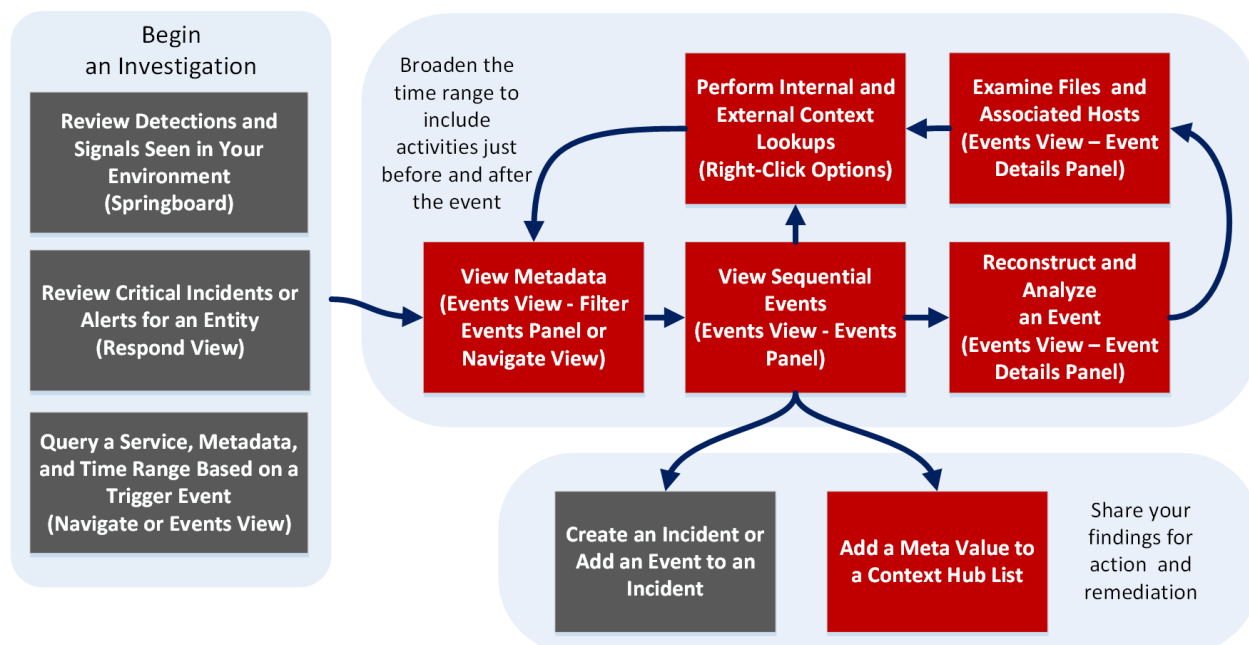 Begin
an Investigation
Review Detections and
Signals Seen in Your
Environment
(Springboard)
Review Critical Incidents or
Alerts for an Entity
(Respond View)
Query a Service, Metadata,
and Time Range Based on a
Trigger Event
(Navigate or Events View)
Broaden the
time range to
include
activities just
before and after
the event
Perform Internal and
External Context
Lookups
(Right-Click Options)
Examine Files and
Associated Hosts
(Events View – Event
Details Panel)
View Metadata
(Events View - Filter
Events Panel or
Navigate View)
View Sequential
Events
(Events View - Events
Panel)
Reconstruct and
Analyze
an Event
(Events View – Event
Details Panel)
Create an Incident or
Add an Event to an
Incident
Add a Meta Value to
a Context Hub List
Share your
findings for
action and
remediation